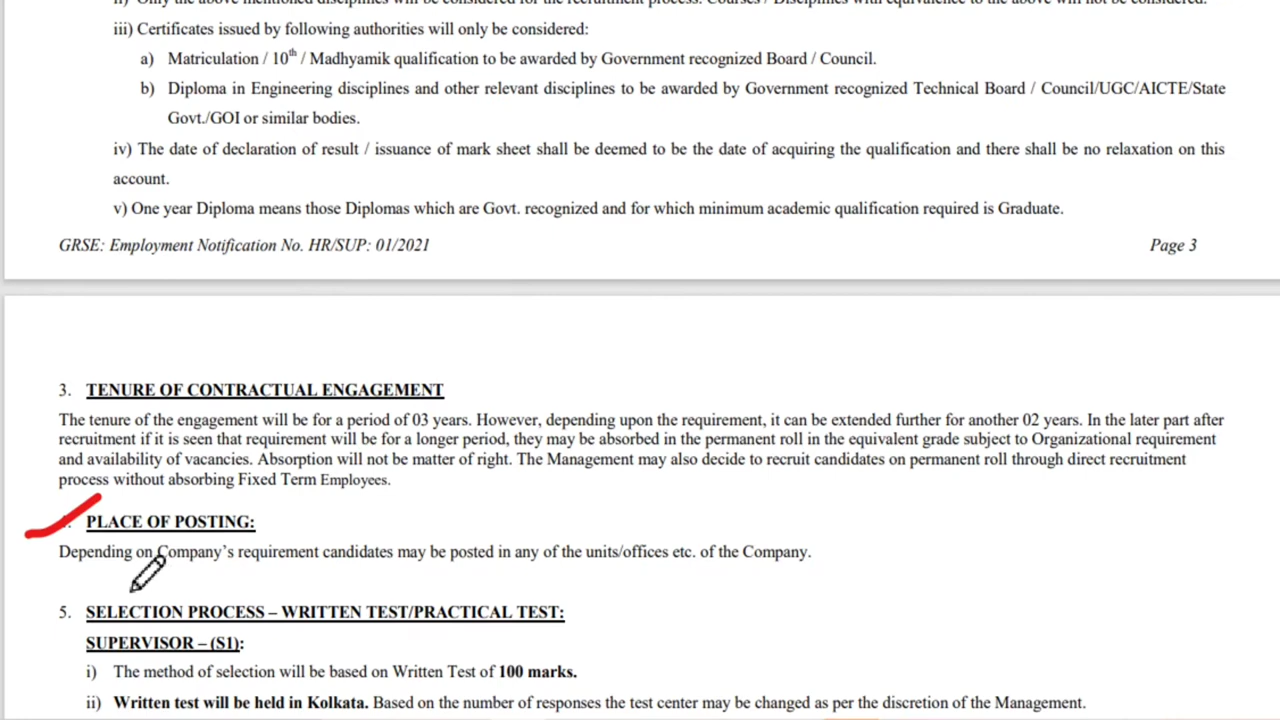 iii) Certificates issued by following authorities will only be considered:
a) Matriculation / 10th / Madhyamik qualification to be awarded by Government recognized Board / Council.
b) Diploma in Engineering disciplines and other relevant disciplines to be awarded by Government recognized Technical Board / Council/UGC/AICTE/State
Govt./GOI or similar bodies.
iv) The date of declaration of result / issuance of mark sheet shall be deemed to be the date of acquiring the qualification and there shall be no relaxation on this
account.
v) One year Diploma means those Diplomas which are Govt. recognized and for which minimum academic qualification required is Graduate.
GRSE: Employment Notification No. HR/SUP: 01/2021 Page 3
3. TENURE OF CONTRACTUAL ENGAGEMENT
The tenure of the engagement will be for a period of 03 years. However, depending upon the requirement, it can be extended further for another 02 years. In the later part after
recruitment if it is seen that requirement will be for a longer period, they may be absorbed in the permanent roll in the equivalent grade subject to Organizational requirement
and availability of vacancies. Absorption will not be matter of right. The Management may also decide to recruit candidates on permanent roll through direct recruitment
process without absorbing Fixed Term Employees.
PLACE OF POSTING:
Depending on Company's requirement candidates may be posted in any of the units/offices etc. of the Company.
5. SELECTION PROCESS – WRITTEN TEST/PRACTICAL TEST:
SUPERVISOR – (S1):
i) The method of selection will be based on Written Test of 100 marks.
ii) Written test will be held in Kolkata. Based on the number of responses the test center may be changed as per the discretion of the Management.